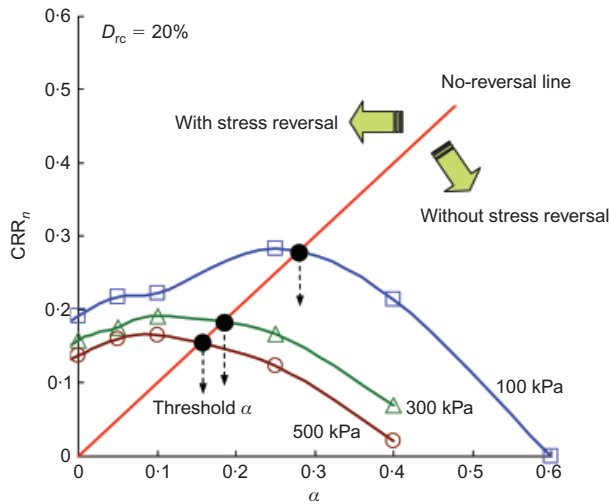 0·6
D_rc = 20%
No-reversal line
0·5
With stress reversal
0·4
Without stress reversal
CRR_n
0·3
0·2
0·1
Threshold α
100 kPa
300 kPa
500 kPa
0
0 0·1 0·2 0·3 0·4 0·5 0·6
α